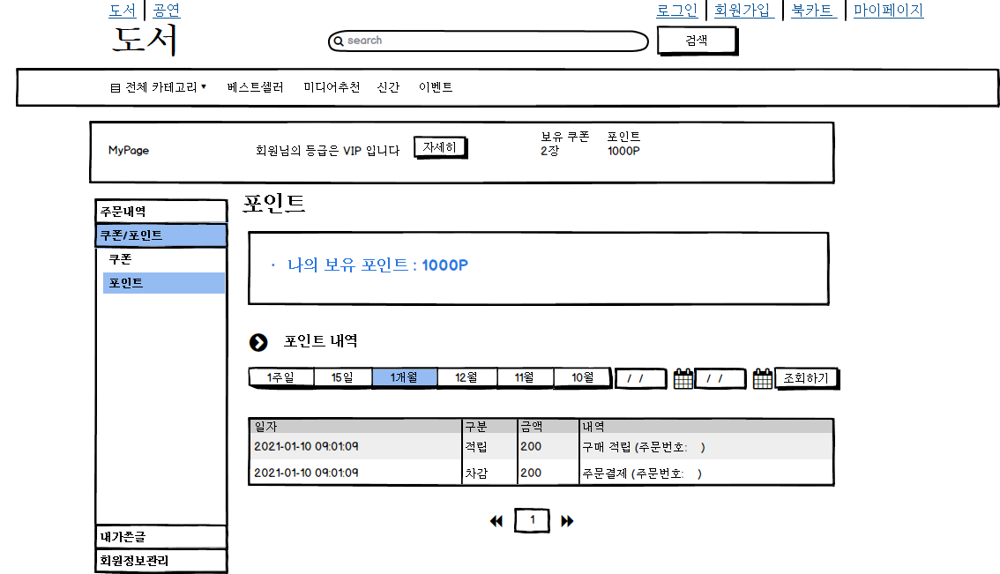 도서 공연 로그인 회원가입 북카트 마이페이지
도서 search 검색
전체 카테고리 베스트셀러 미디어추천 신간 이벤트
보유 쿠폰 포인트
MyPage 회원님의 등급은 VIP 입니다 자세히 2장 1000P
포인트
주문내역
쿠폰/포인트
쿠폰
포인트
· 나의 보유 포인트 : 1000P
포인트 내역
1주일 15일 1개월 12월 11월 10월 / / / / 조회하기
일자 구분 금액 내역
2021-01-10 09:01:09 적립 200 구매 적립 (주문번호: )
2021-01-10 09:01:09 차감 200 주문결제 (주문번호: )
1
내가쓴글
회원정보관리